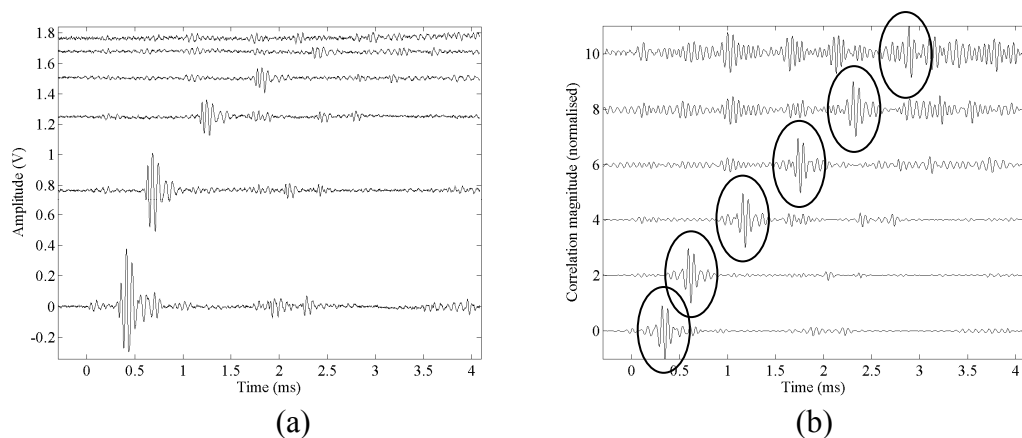 1.8
1.6
1.4
1.2
1
0.8
0.6
0.4
0.2
0
-0.2
Amplitude (V)
0 0.5 1 1.5 2 2.5 3 3.5 4
Time (ms)
(a)
10
8
6
4
2
0
Correlation magnitude (normalised)
0 0.5 1 1.5 2 2.5 3 3.5 4
Time (ms)
(b)